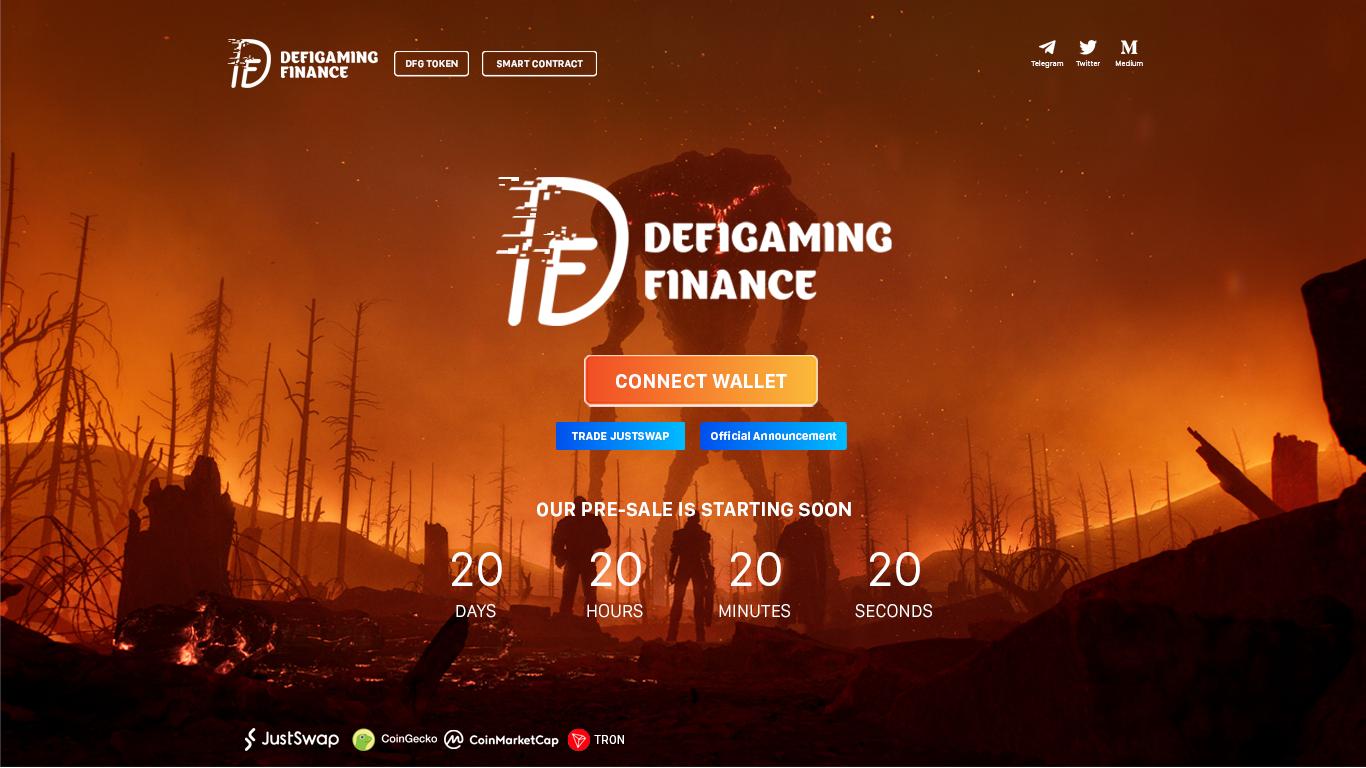 DEFIGAMING
FINANCE
DFG TOKEN
SMART CONTRACT
Telegram
Twitter
Medium
DEFIGAMING
FINANCE
CONNECT WALLET
TRADE JUSTSWAP
Official Announcement
OUR PRE-SALE IS STARTING SOON
20 20 20 20
DAYS HOURS MINUTES SECONDS
JustSwap CoinGecko CoinMarketCap TRON